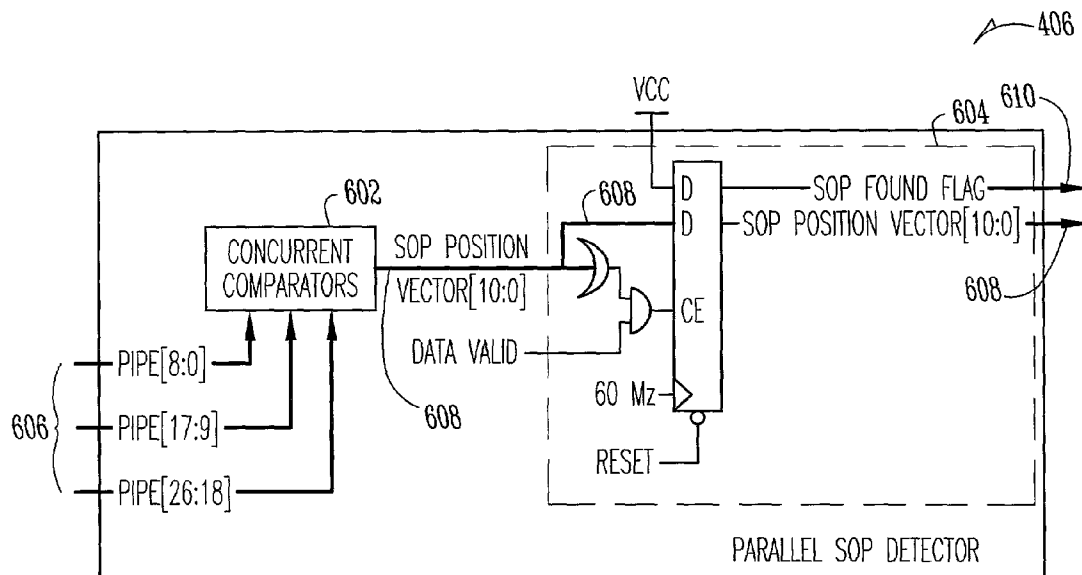 406
VCC
610
604
602
608
D
SOP FOUND FLAG
CONCURRENT
COMPARATORS
SOP POSITION
VECTOR[10:0]
D
SOP POSITION VECTOR[10:0]
608
CE
DATA VALID
PIPE[8:0]
608
60 Mz
606
PIPE[17:9]
RESET
PIPE[26:18]
PARALLEL SOP DETECTOR